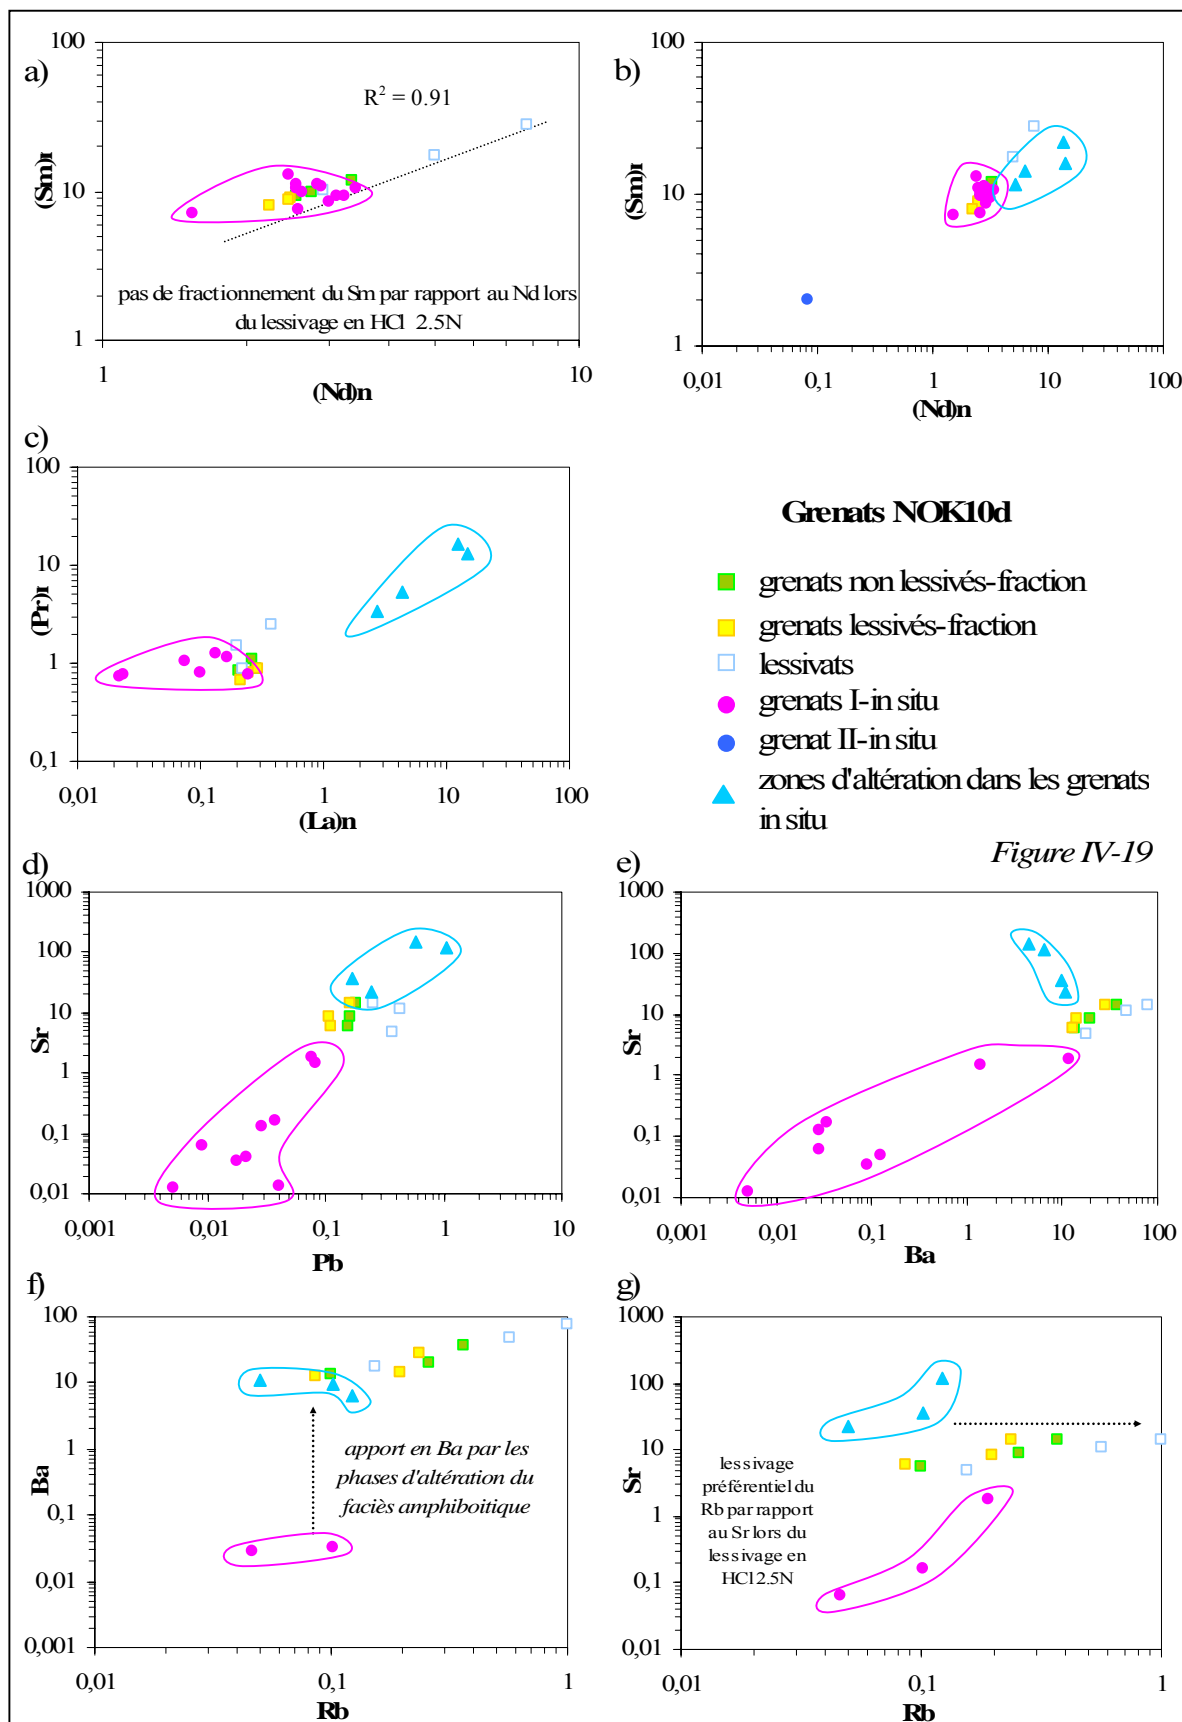 a)
100
10
1
(Sm)n
R² = 0.91
pas de fractionnement du Sm par rapport au Nd lors
du lessivage en HCl 2.5N
1
10
(Nd)n
b)
100
10
1
(Sm)n
0,01
0,1
1
10
100
(Nd)n
c)
100
10
1
0,1
(Pr)n
0,01
0,1
1
10
100
(La)n
Grenats NOK10d
grenats non lessivés-fraction
grenats lessivés-fraction
lessivats
grenats I-in situ
grenat II-in situ
zones d'altération dans les grenats
in situ
Figure IV-19
d)
1000
100
10
1
0,1
0,01
Sr
0,001
0,01
0,1
1
10
Pb
e)
1000
100
10
1
0,1
0,01
Sr
0,001
0,01
0,1
1
10
100
Ba
f)
100
10
1
0,1
0,01
0,001
Ba
apport en Ba par les
phases d'altération du
faciès amphiboitique
0,01
0,1
1
Rb
g)
1000
100
10
1
0,1
0,01
Sr
lessivage
préférentiel du
Rb par rapport
au Sr lors du
lessivage en
HCl 2.5N
0,01
0,1
1
Rb